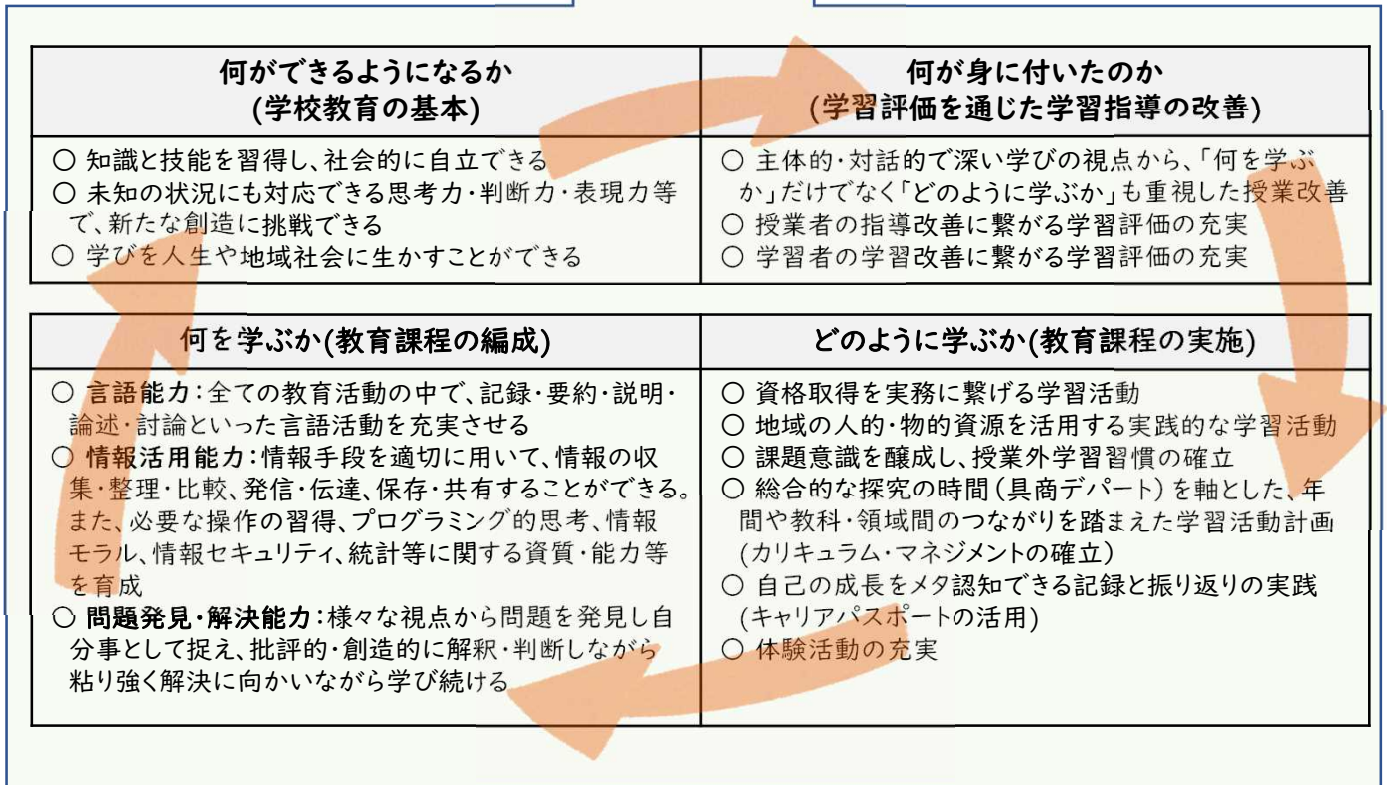 何ができるようになるか
(学校教育の基本)
○ 知識と技能を習得し、社会的に自立できる
○ 未知の状況にも対応できる思考力・判断力・表現力等
で、新たな創造に挑戦できる
○ 学びを人生や地域社会に生かすことができる
何が身に付いたのか
(学習評価を通じた学習指導の改善)
○ 主体的・対話的で深い学びの視点から、「何を学ぶ
か」だけでなく「どのように学ぶか」も重視した授業改善
○ 授業者の指導改善に繋がる学習評価の充実
○ 学習者の学習改善に繋がる学習評価の充実
何を学ぶか(教育課程の編成)
○ 言語能力:全ての教育活動の中で、記録・要約・説明・
論述・討論といった言語活動を充実させる
○ 情報活用能力:情報手段を適切に用いて、情報の収
集・整理・比較、発信・伝達、保存・共有することができる。
また、必要な操作の習得、プログラミング的思考、情報
モラル、情報セキュリティ、統計等に関する資質・能力等
を育成
○ 問題発見・解決能力:様々な視点から問題を発見し自
分事として捉え、批評的・創造的に解釈・判断しながら
粘り強く解決に向かいながら学び続ける
どのように学ぶか(教育課程の実施)
○ 資格取得を実務に繋げる学習活動
○ 地域の人的・物的資源を活用する実践的な学習活動
○ 課題意識を醸成し、授業外学習習慣の確立
○ 総合的な探究の時間(具商デパート)を軸とした、年
間や教科・領域間のつながりを踏まえた学習活動計画
(カリキュラム・マネジメントの確立)
○ 自己の成長をメタ認知できる記録と振り返りの実践
(キャリアパスポートの活用)
○ 体験活動の充実